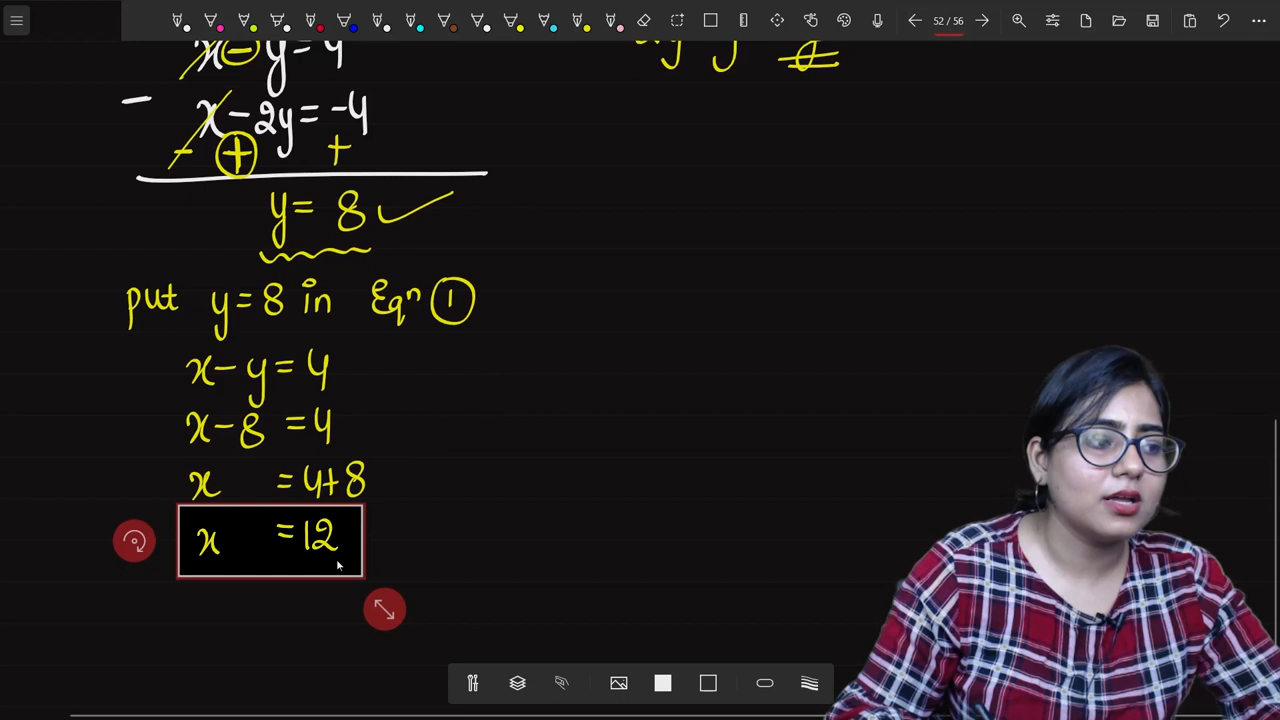 52 / 56
x - y = 4
- x - 2y = -4
- + +
y = 8 ✓
put y = 8 in Eqⁿ ①
x - y = 4
x - 8 = 4
x = 4 + 8
x = 12